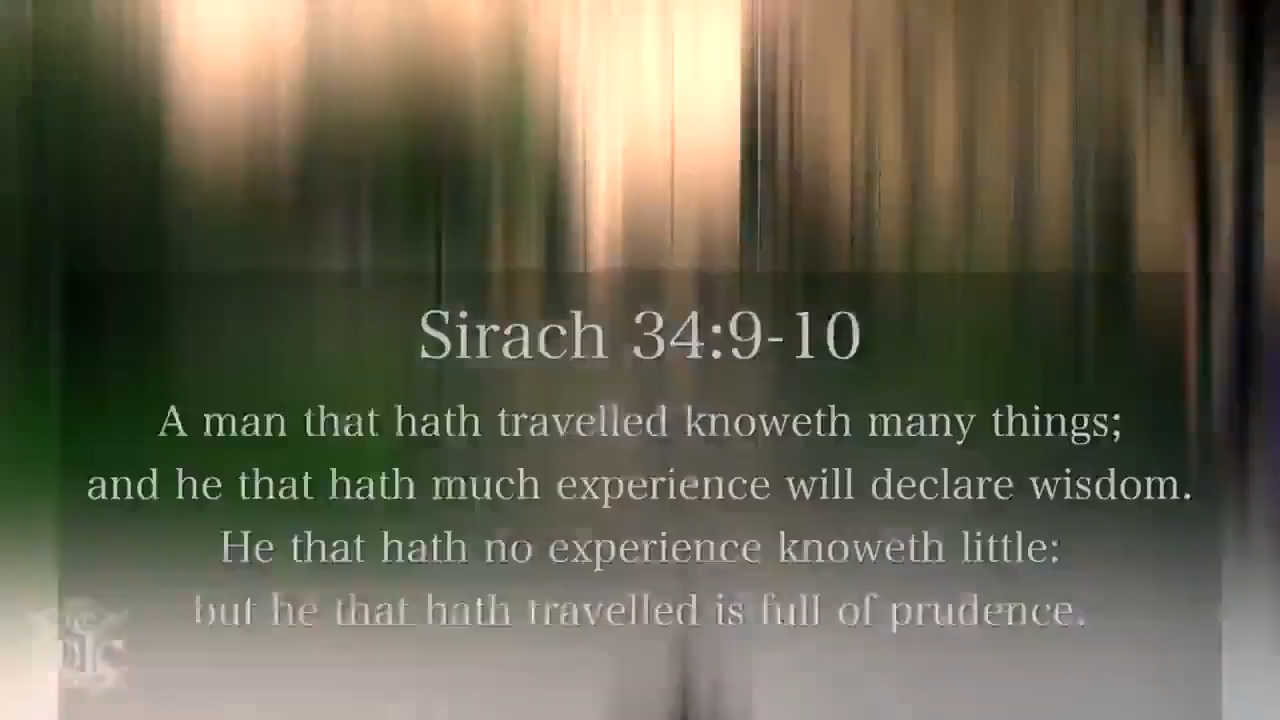 Sirach 34:9-10
A man that hath travelled knoweth many things;
and he that hath much experience will declare wisdom.
He that hath no experience knoweth little:
but he that hath travelled is full of prudence.